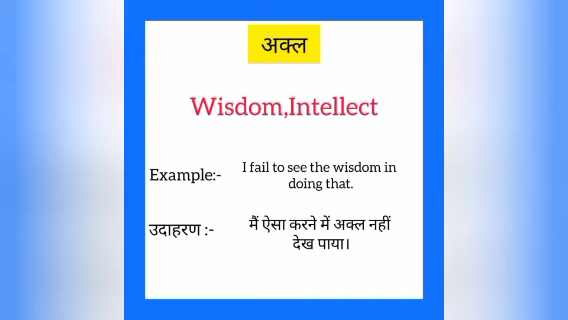 अक्ल
Wisdom,Intellect
Example:- I fail to see the wisdom in
doing that.
उदाहरण :- मैं ऐसा करने में अक्ल नहीं
देख पाया।